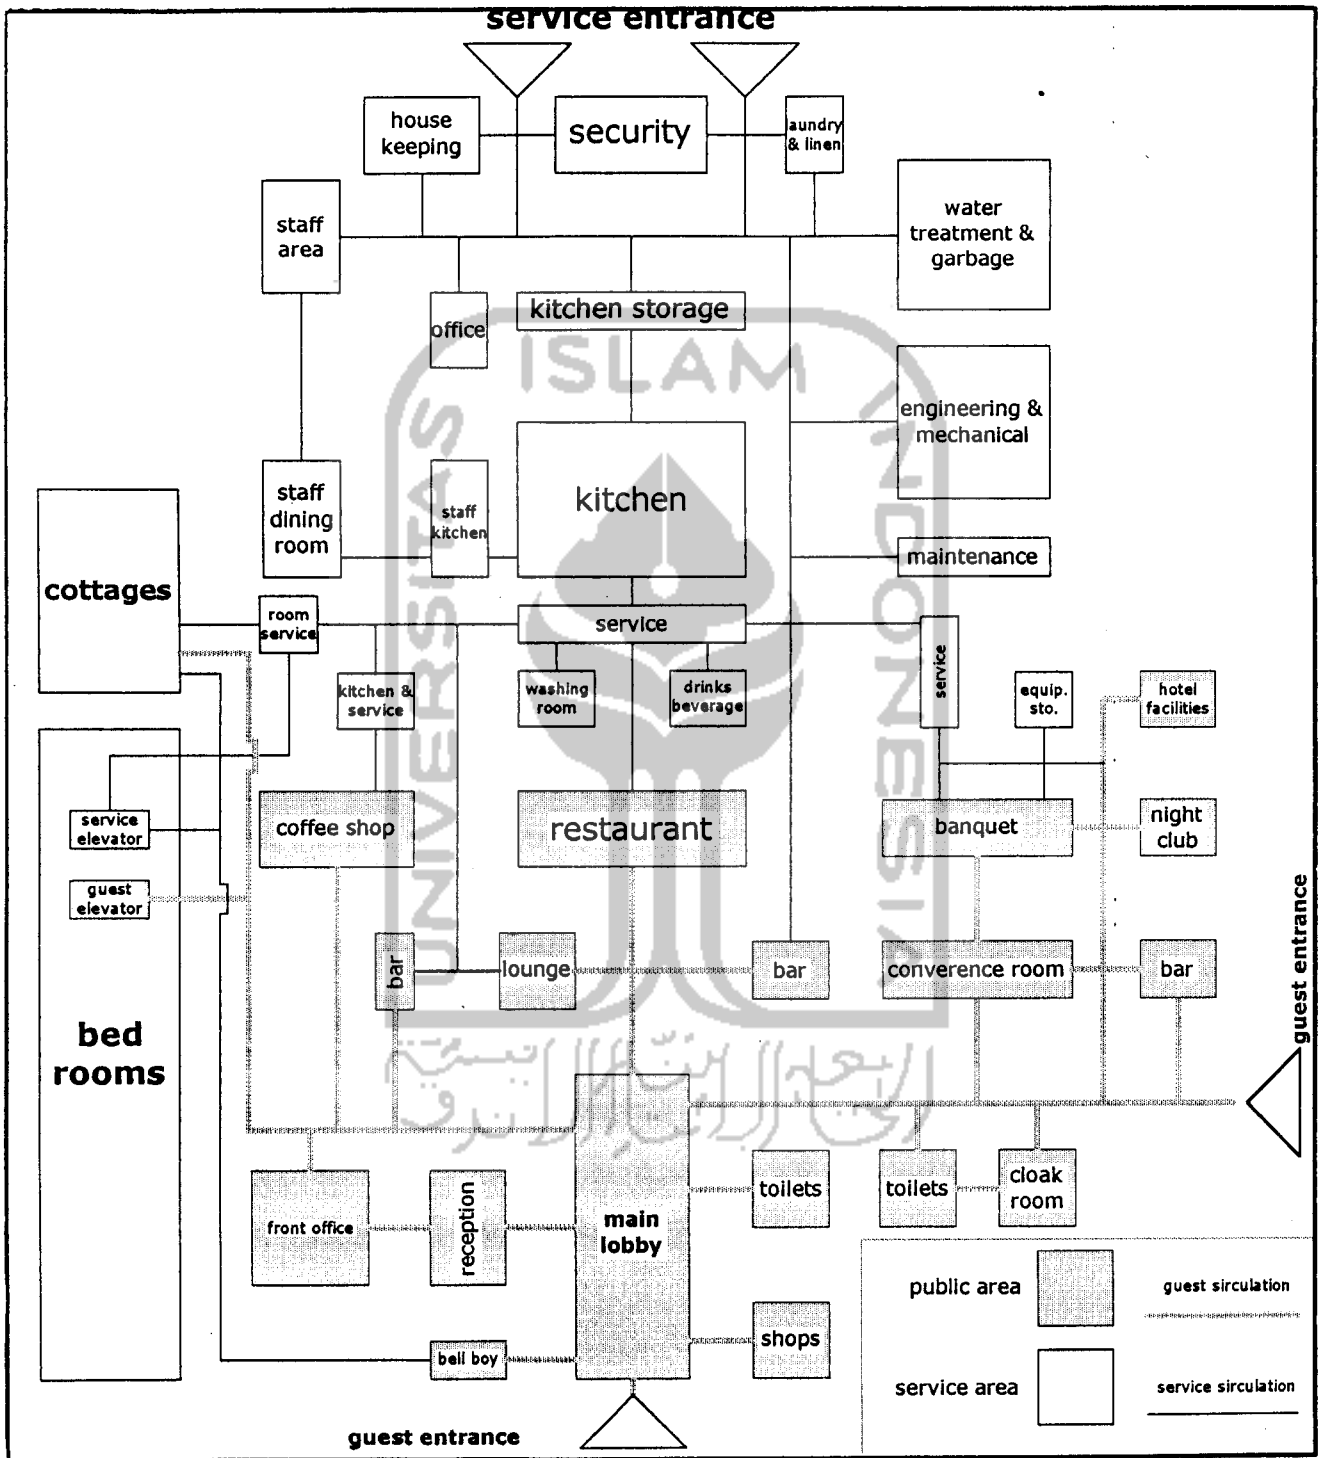 service entrance
house
keeping
security
laundry
& linen
staff
area
water
treatment &
garbage
office
kitchen storage
ISLAM
engineering &
mechanical
UNIVERSITAS
INDONESIA
staff
dining
room
staff
kitchen
kitchen
maintenance
cottages
room
service
service
service
kitchen &
service
washing
room
drinks
beverage
equip.
sto.
hotel
facilities
service
elevator
coffee shop
restaurant
banquet
night
club
guest
elevator
bar
lounge
bar
converence room
bar
guest entrance
bed
rooms
front office
reception
main
lobby
toilets
toilets
cloak
room
bell boy
shops
guest entrance
public area
guest sirculation
service area
service sirculation